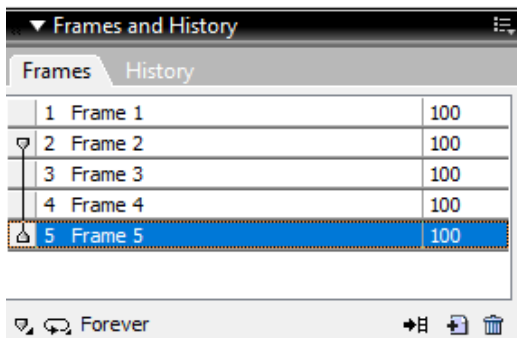 Frames and History
Frames History
1 Frame 1 100
2 Frame 2 100
3 Frame 3 100
4 Frame 4 100
5 Frame 5 100
Forever